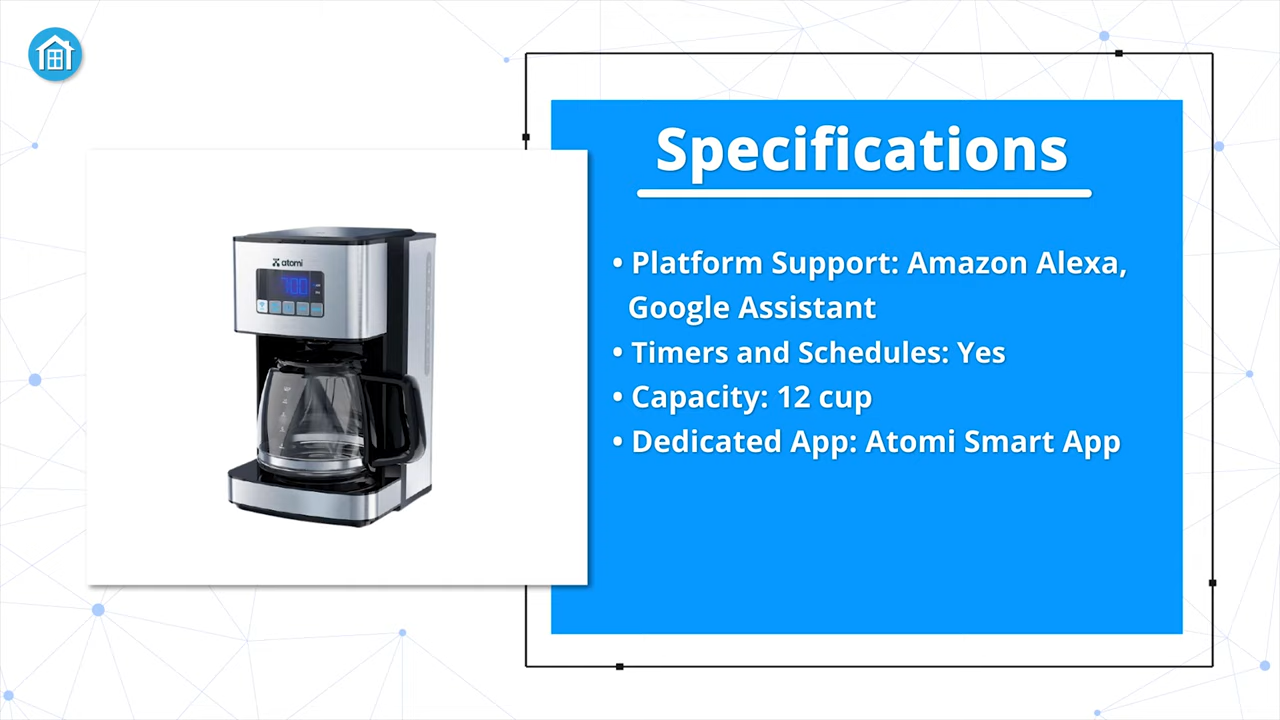 Specifications
• Platform Support: Amazon Alexa,
Google Assistant
• Timers and Schedules: Yes
• Capacity: 12 cup
• Dedicated App: Atomi Smart App
atomi